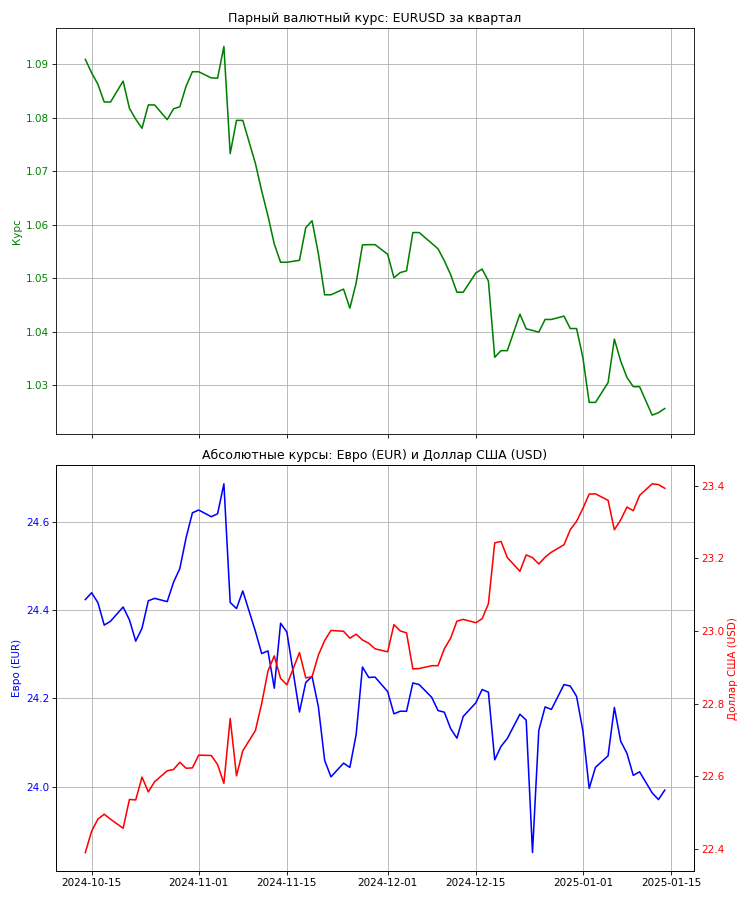 Парный валютный курс: EURUSD за квартал
1.09
1.08
1.07
1.06
1.05
1.04
1.03
Курс
Абсолютные курсы: Евро (EUR) и Доллар США (USD)
24.6
24.4
24.2
24.0
Евро (EUR)
23.4
23.2
23.0
22.8
22.6
22.4
Доллар США (USD)
2024-10-15 2024-11-01 2024-11-15 2024-12-01 2024-12-15 2025-01-01 2025-01-15